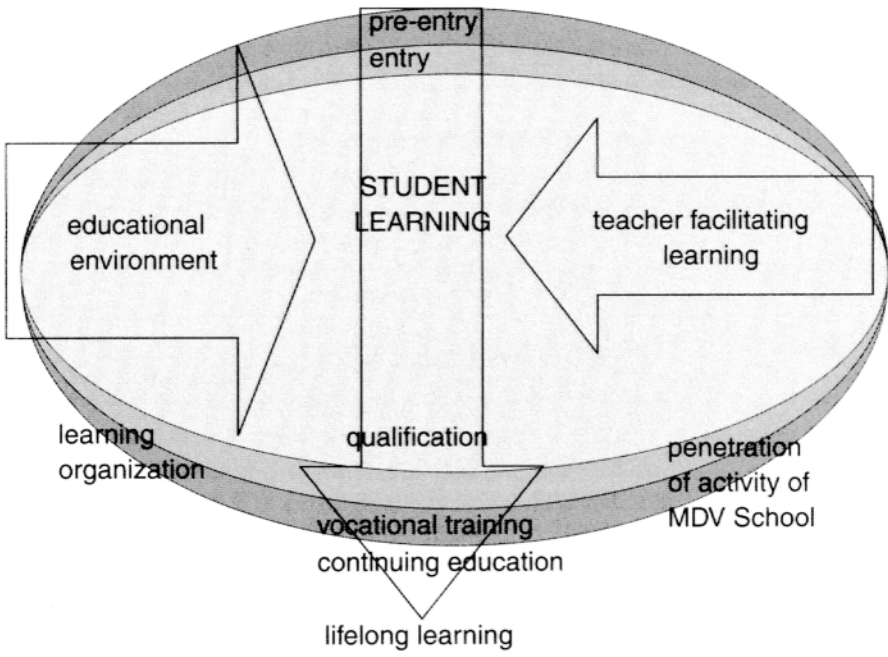 pre-entry
entry
STUDENT
LEARNING
educational
environment
teacher facilitating
learning
learning
organization
qualification
penetration
of activity of
MDV School
vocational training
continuing education
lifelong learning